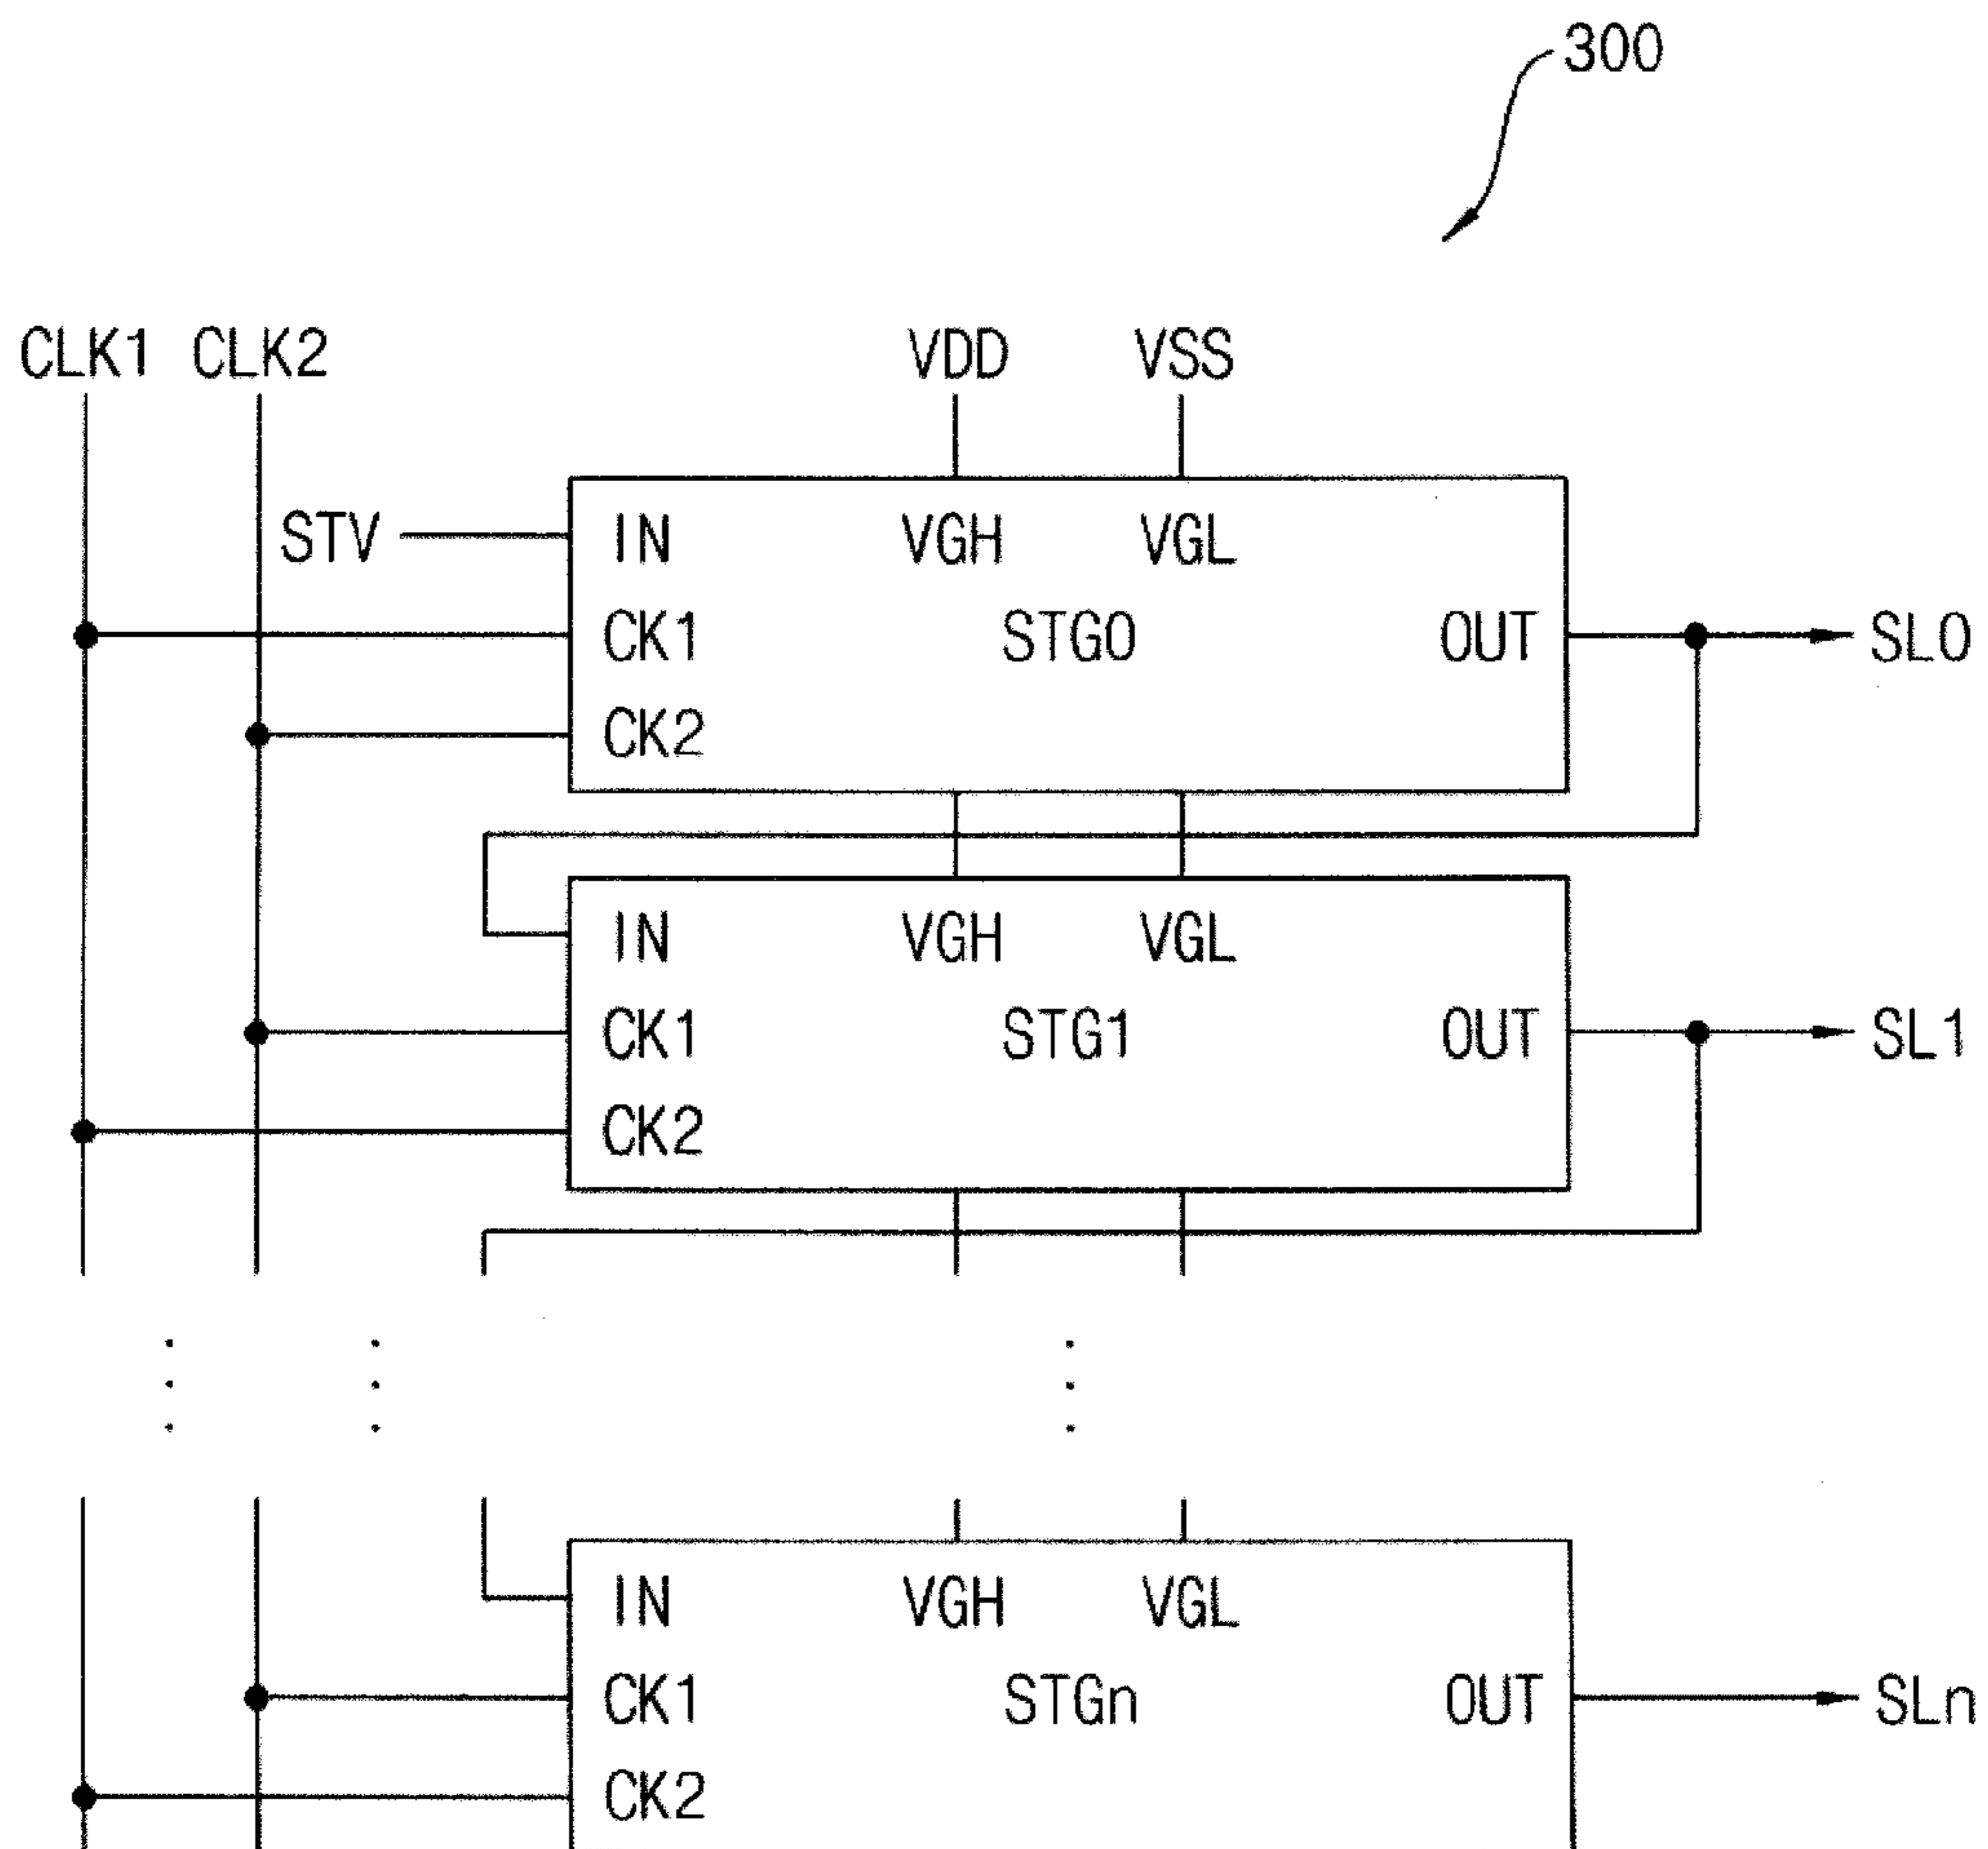 300
CLK1 CLK2 VDD VSS
STV IN VGH VGL
CK1 STG0 OUT SL0
CK2
IN VGH VGL
CK1 STG1 OUT SL1
CK2
IN VGH VGL
CK1 STGn OUT SLn
CK2